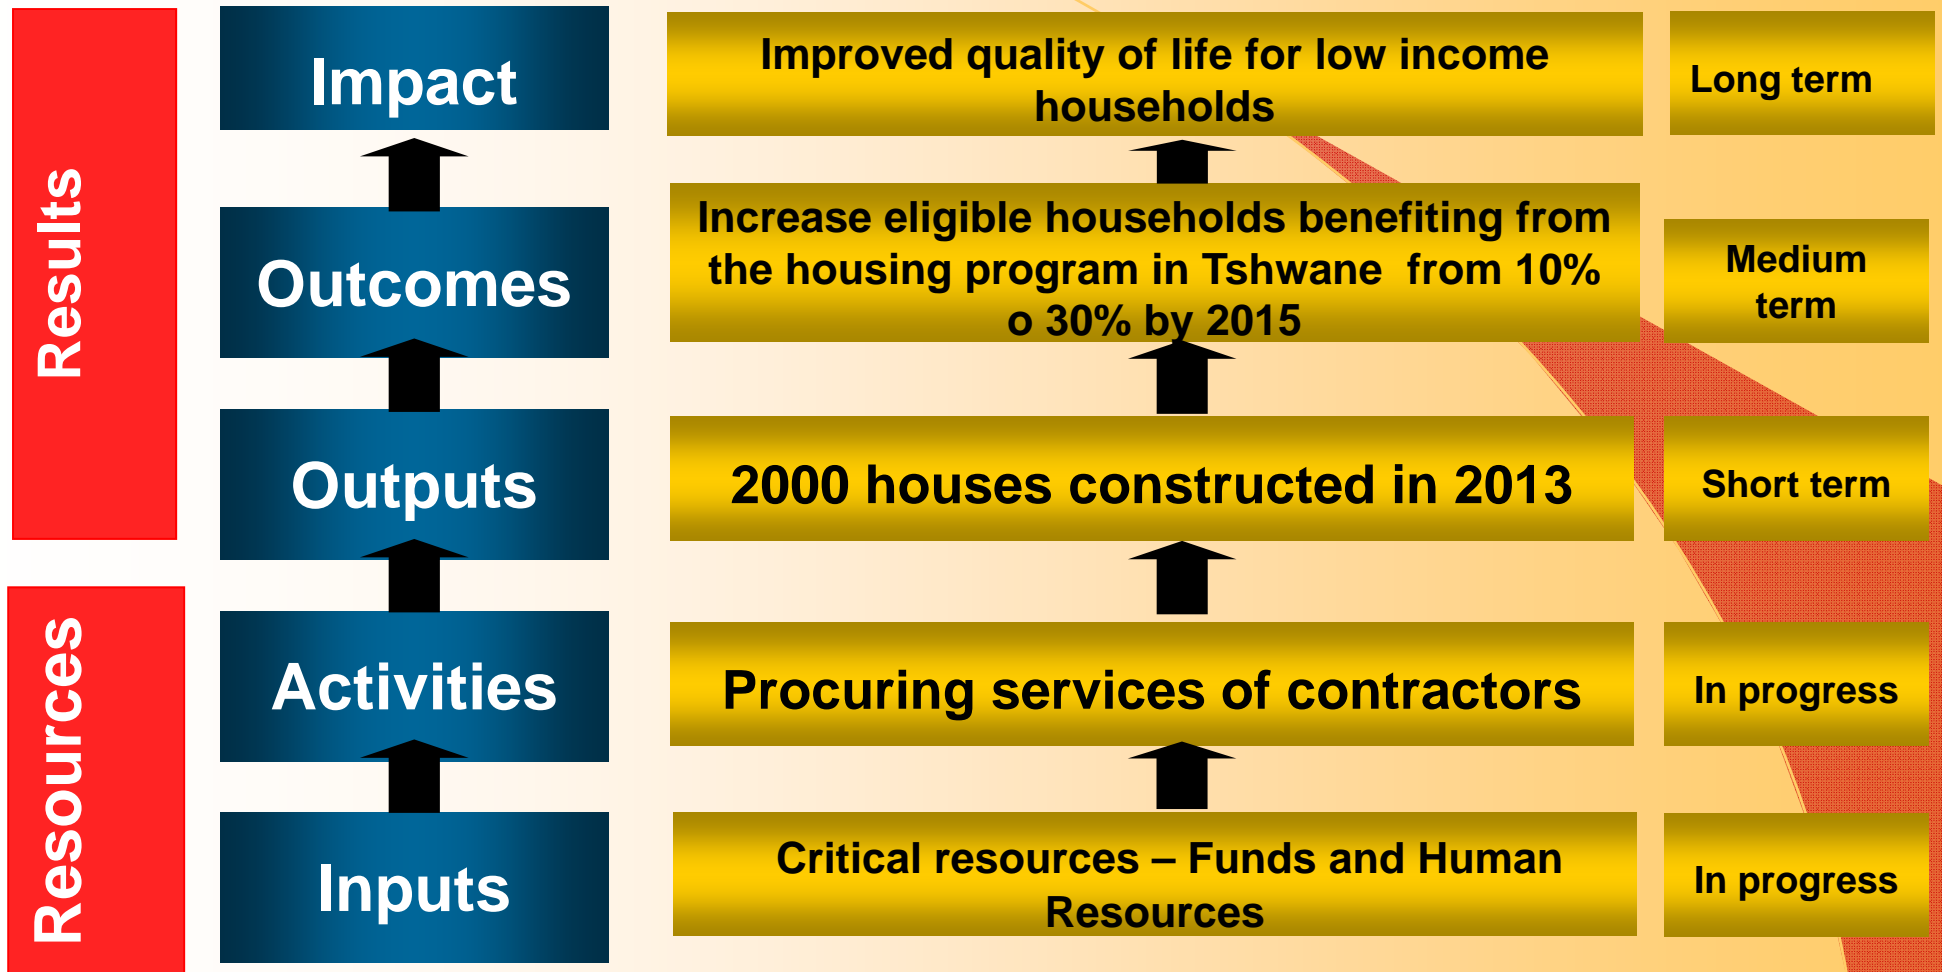 Results
Impact
Improved quality of life for low income
households
Long term
Outcomes
Increase eligible households benefiting from
the housing program in Tshwane from 10%
o 30% by 2015
Medium
term
Outputs
2000 houses constructed in 2013
Short term
Resources
Activities
Procuring services of contractors
In progress
Inputs
Critical resources – Funds and Human
Resources
In progress